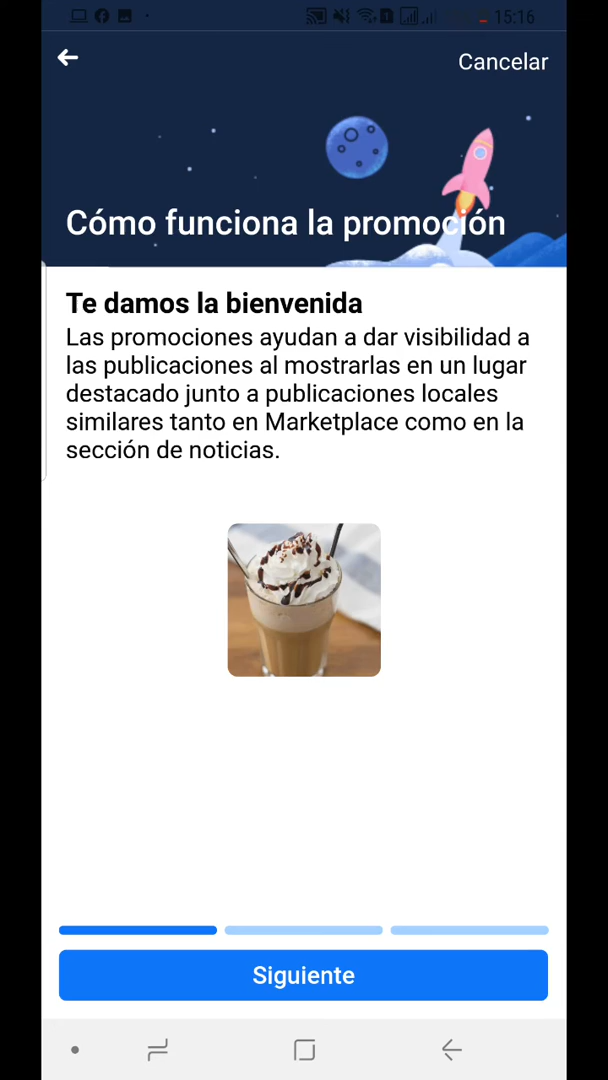 15:16
Cancelar
Cómo funciona la promoción
Te damos la bienvenida
Las promociones ayudan a dar visibilidad a
las publicaciones al mostrarlas en un lugar
destacado junto a publicaciones locales
similares tanto en Marketplace como en la
sección de noticias.
Siguiente